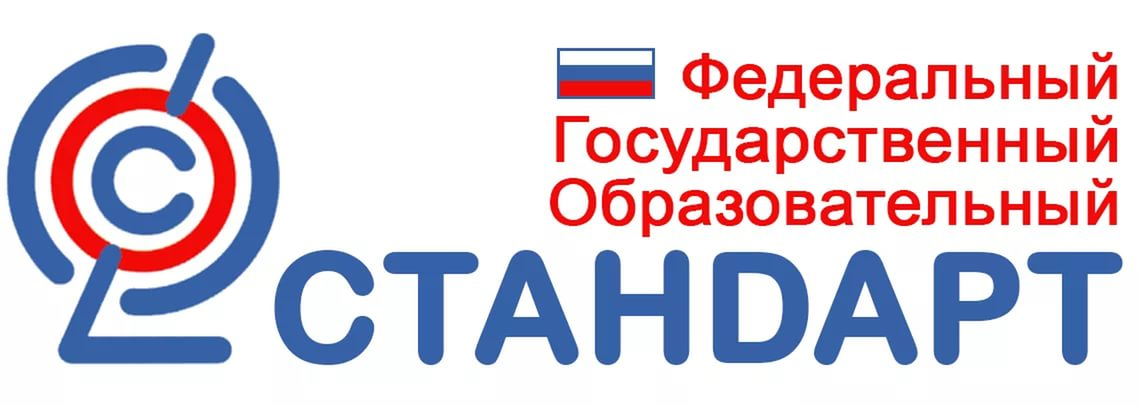 Федеральный
Государственный
Образовательный
СТАНDАРТ